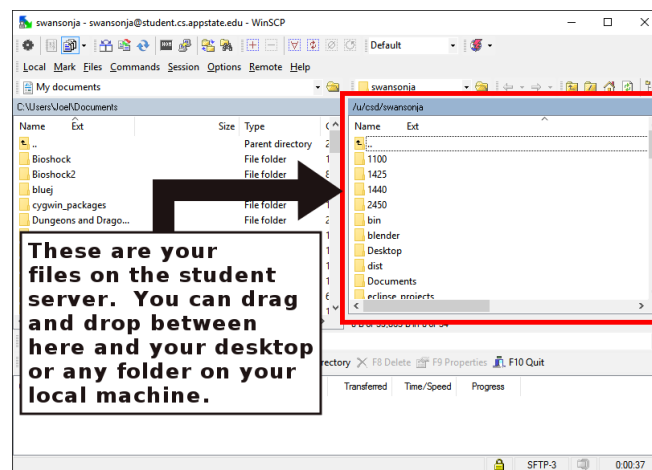 swansonja - swansonja@student.cs.appstate.edu - WinSCP
Default
Local Mark Files Commands Session Options Remote Help
My documents
swansonja
C:\Users\Joel\Documents
/u/csd/swansonja
Name Ext Size Type
Name Ext
.. Parent directory
..
Bioshock File folder
1100
Bioshock2 File folder
1425
bluej File folder
1440
cygwin_packages File folder
2450
Dungeons and Drago... File folder
bin
blender
Desktop
dist
Documents
eclipse_projects
These are your
files on the student
server. You can drag
and drop between
here and your desktop
or any folder on your
local machine.
rectory F8 Delete F9 Properties F10 Quit
Transferred Time/Speed Progress
SFTP-3 0:00:37